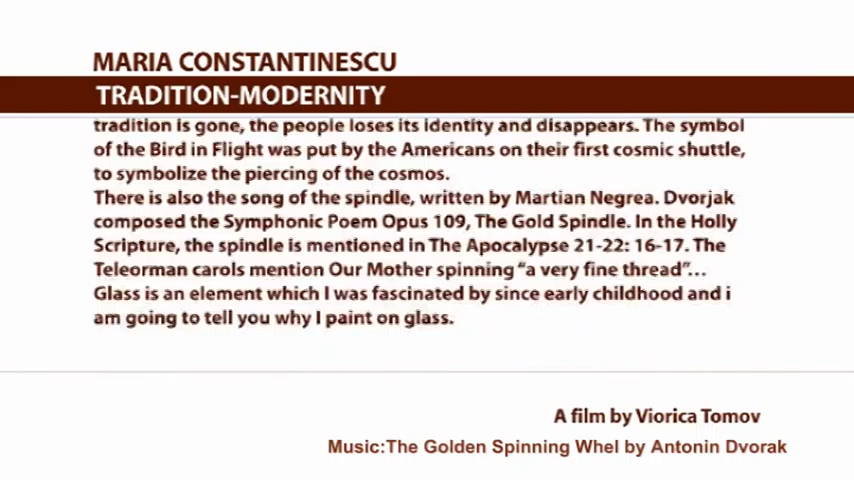 MARIA CONSTANTINESCU
TRADITION-MODERNITY
tradition is gone, the people loses its identity and disappears. The symbol
of the Bird in Flight was put by the Americans on their first cosmic shuttle,
to symbolize the piercing of the cosmos.
There is also the song of the spindle, written by Martian Negrea. Dvorjak
composed the Symphonic Poem Opus 109, The Gold Spindle. In the Holly
Scripture, the spindle is mentioned in The Apocalypse 21-22: 16-17. The
Teleorman carols mention Our Mother spinning “a very fine thread”...
Glass is an element which I was fascinated by since early childhood and i
am going to tell you why I paint on glass.
A film by Viorica Tomov
Music:The Golden Spinning Whel by Antonin Dvorak